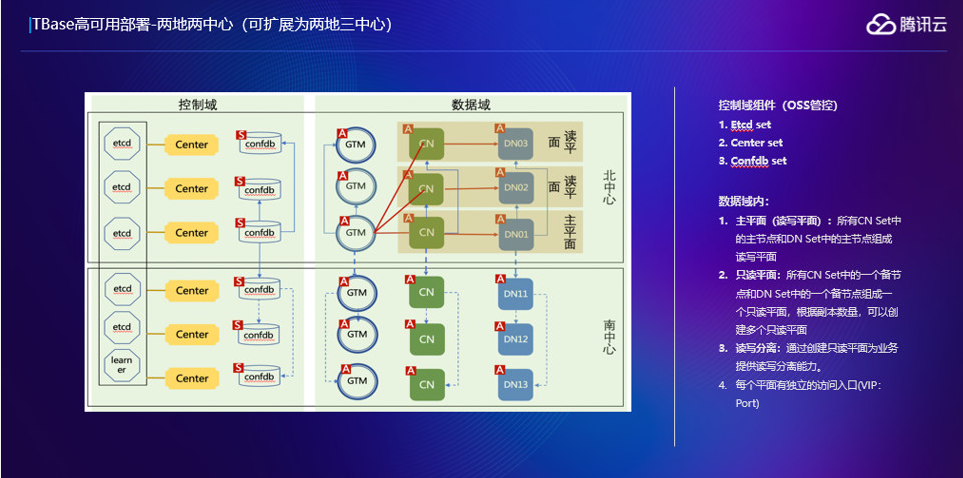 TBase高可用部署-两地两中心（可扩展为两地三中心）
腾讯云
控制域
数据域
etcd
Center
S
confdb
A
GTM
A
CN
A
DN03
读平面
etcd
Center
S
confdb
A
GTM
A
CN
A
DN02
读平面
etcd
Center
S
confdb
A
GTM
A
CN
A
DN01
主平面
北中心
etcd
Center
S
confdb
A
GTM
A
CN
A
DN11
etcd
Center
S
confdb
A
GTM
A
CN
A
DN12
learn
er
Center
S
confdb
A
GTM
A
CN
A
DN13
南中心
控制域组件（OSS管控）
1. Etcd set
2. Center set
3. Confdb set
数据域内：
1. 主平面（读写平面）：所有CN Set中
的主节点和DN Set中的主节点组成
读写平面
2. 只读平面：所有CN Set中的一个备节
点和DN Set中的一个备节点组成一
个只读平面，根据副本数量，可以创
建多个只读平面
3. 读写分离：通过创建只读平面为业务
提供读写分离能力。
4. 每个平面有独立的访问入口(VIP：
Port)